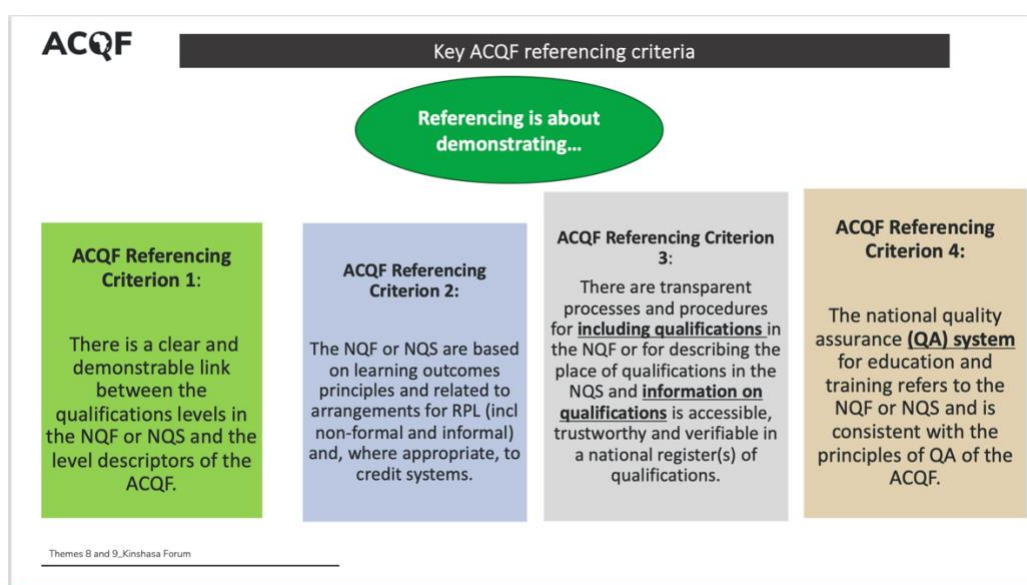 ACQF
Key ACQF referencing criteria
Referencing is about
demonstrating...
ACQF Referencing
Criterion 1:
There is a clear and
demonstrable link
between the
qualifications levels in
the NQF or NQS and the
level descriptors of the
ACQF.
ACQF Referencing
Criterion 2:
The NQF or NQS are based
on learning outcomes
principles and related to
arrangements for RPL (incl
non-formal and informal)
and, where appropriate, to
credit systems.
ACQF Referencing Criterion
3:
There are transparent
processes and procedures
for including qualifications in
the NQF or for describing the
place of qualifications in the
NQS and information on
qualifications is accessible,
trustworthy and verifiable in
a national register(s) of
qualifications.
ACQF Referencing
Criterion 4:
The national quality
assurance (QA) system
for education and
training refers to the
NQF or NQS and is
consistent with the
principles of QA of the
ACQF.
Themes 8 and 9_Kinshasa Forum